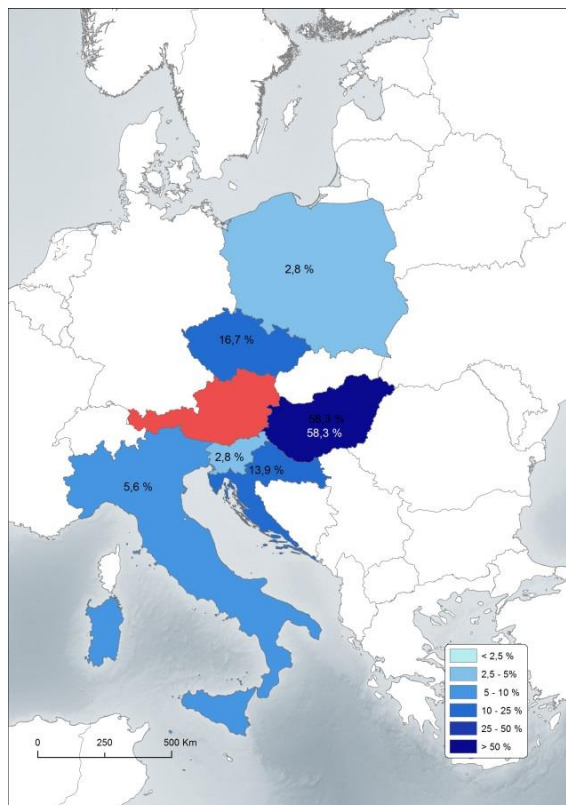 2,8 %
16,7 %
58,3 %
58,3 %
2,8 %
13,9 %
5,6 %
< 2,5 %
2,5 - 5%
5 - 10 %
10 - 25 %
25 - 50 %
> 50 %
0 250 500 Km